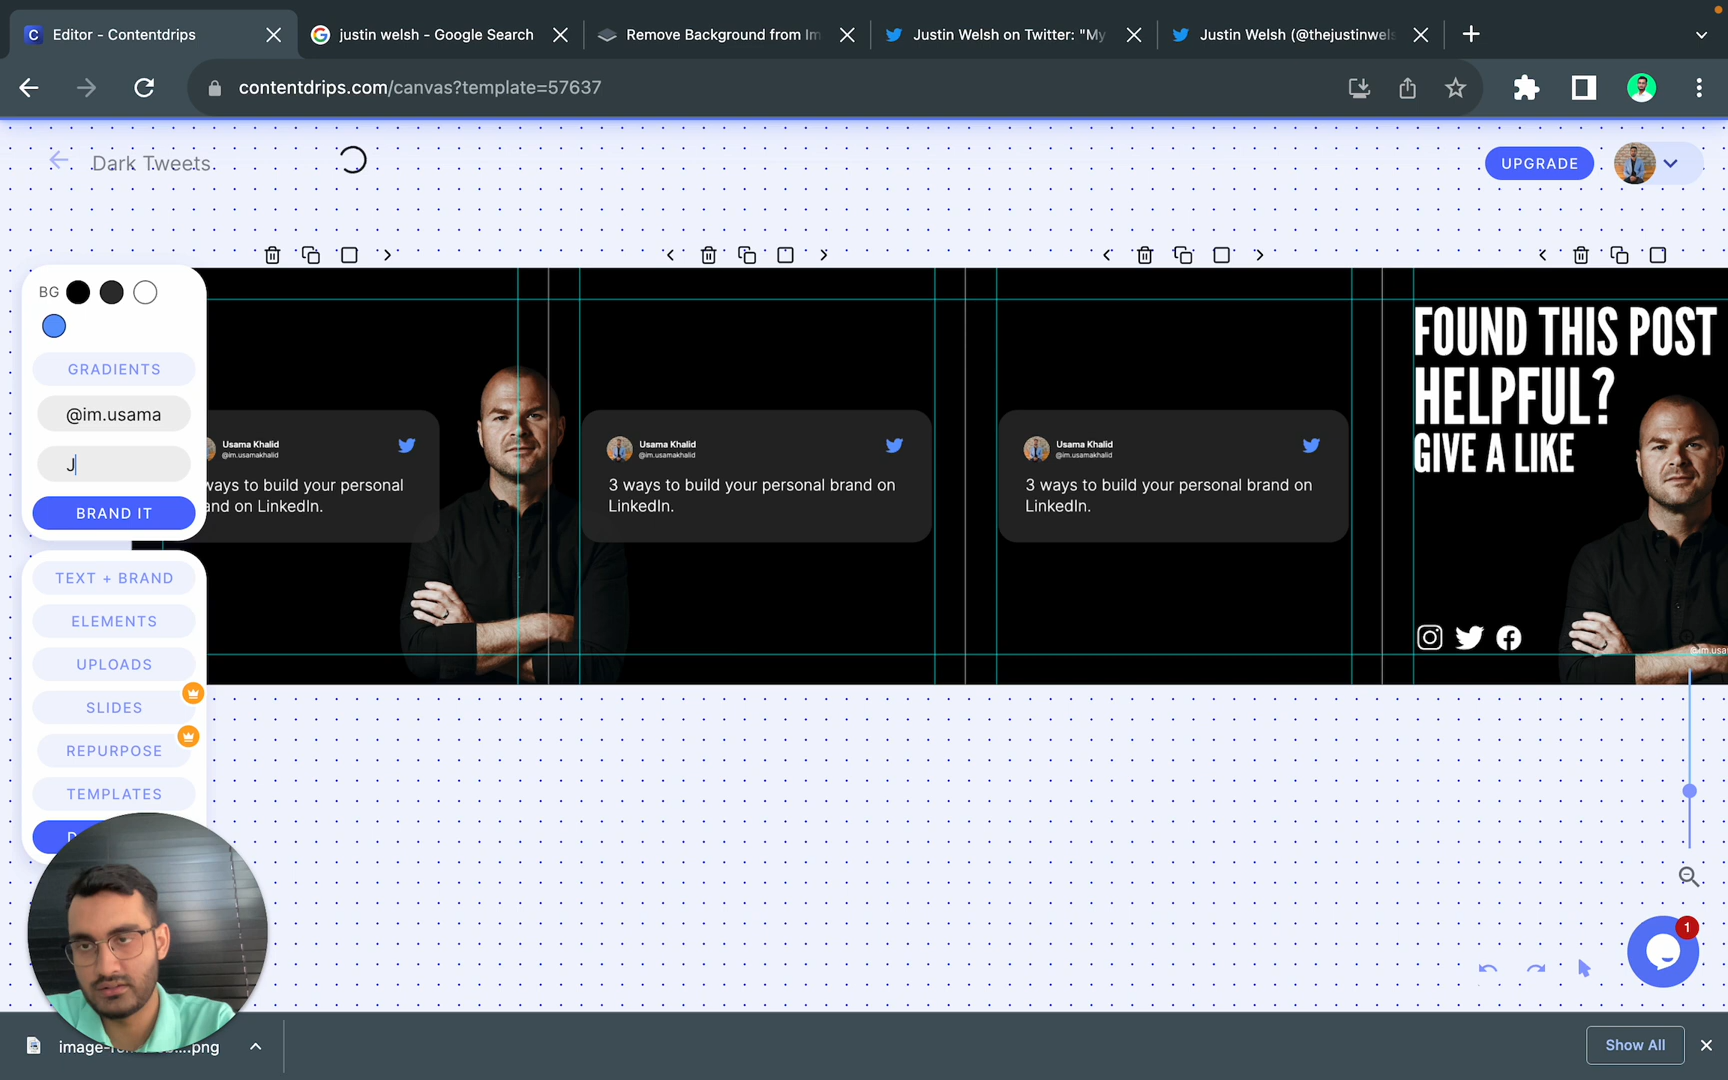 Editor - Contentdrips
justin welsh - Google Search
Remove Background from Im
Justin Welsh on Twitter: "My
Justin Welsh (@thejustinwels
contentdrips.com/canvas?template=57637
Dark Tweets
UPGRADE
BG
GRADIENTS
@im.usama
J
BRAND IT
TEXT + BRAND
ELEMENTS
UPLOADS
SLIDES
REPURPOSE
TEMPLATES
Usama Khalid
@im.usamakhalid
ways to build your personal
and on LinkedIn.
Usama Khalid
@im.usamakhalid
3 ways to build your personal brand on
LinkedIn.
Usama Khalid
@im.usamakhalid
3 ways to build your personal brand on
LinkedIn.
FOUND THIS POST
HELPFUL?
GIVE A LIKE
@im.usa
1
.png
Show All